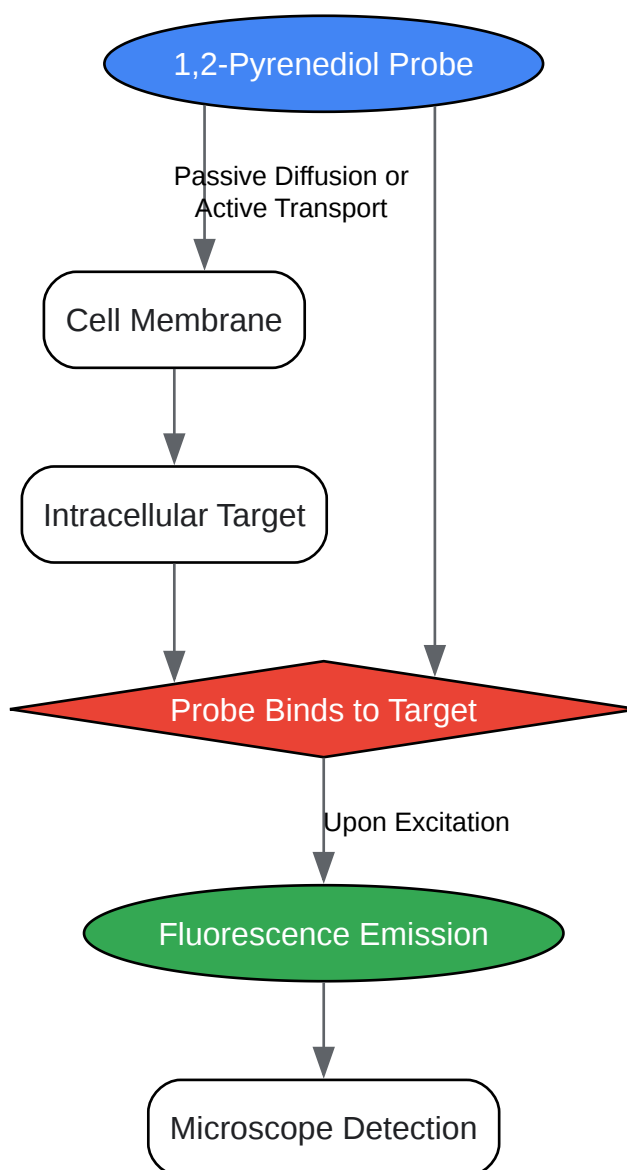 1,2-Pyrenediol Probe
Passive Diffusion or
Active Transport
Cell Membrane
Intracellular Target
Probe Binds to Target
Upon Excitation
Fluorescence Emission
Microscope Detection